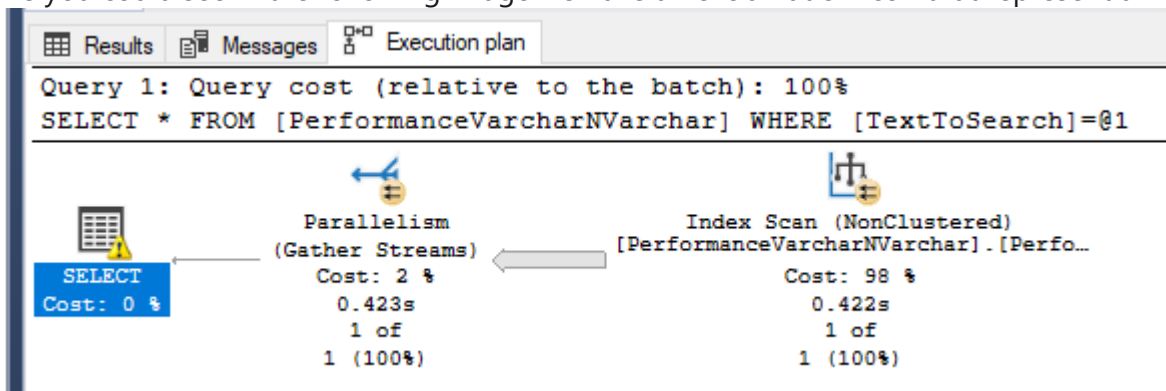 Results Messages Execution plan
Query 1: Query cost (relative to the batch): 100%
SELECT * FROM [PerformanceVarcharNVarchar] WHERE [TextToSearch]=@1
SELECT
Cost: 0 %
Parallelism
(Gather Streams)
Cost: 2 %
0.423s
1 of
1 (100%)
Index Scan (NonClustered)
[PerformanceVarcharNVarchar].[Perfo…
Cost: 98 %
0.422s
1 of
1 (100%)